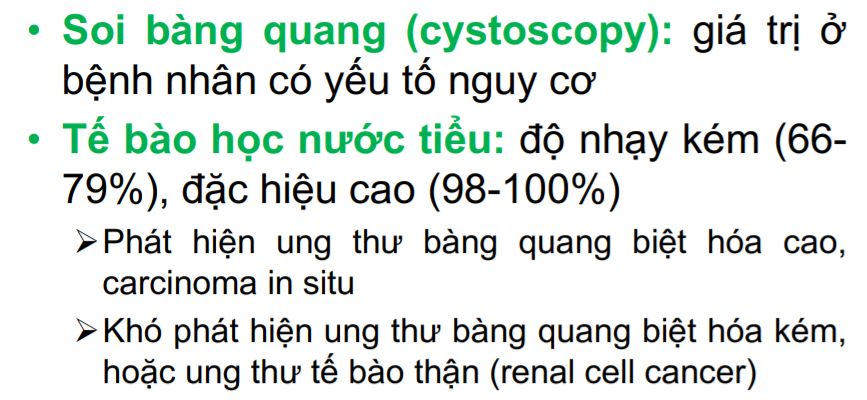 • Soi bàng quang (cystoscopy): giá trị ở
bệnh nhân có yếu tố nguy cơ
• Tế bào học nước tiểu: độ nhạy kém (66-
79%), đặc hiệu cao (98-100%)
➢Phát hiện ung thư bàng quang biệt hóa cao,
carcinoma in situ
➢Khó phát hiện ung thư bàng quang biệt hóa kém,
hoặc ung thư tế bào thận (renal cell cancer)